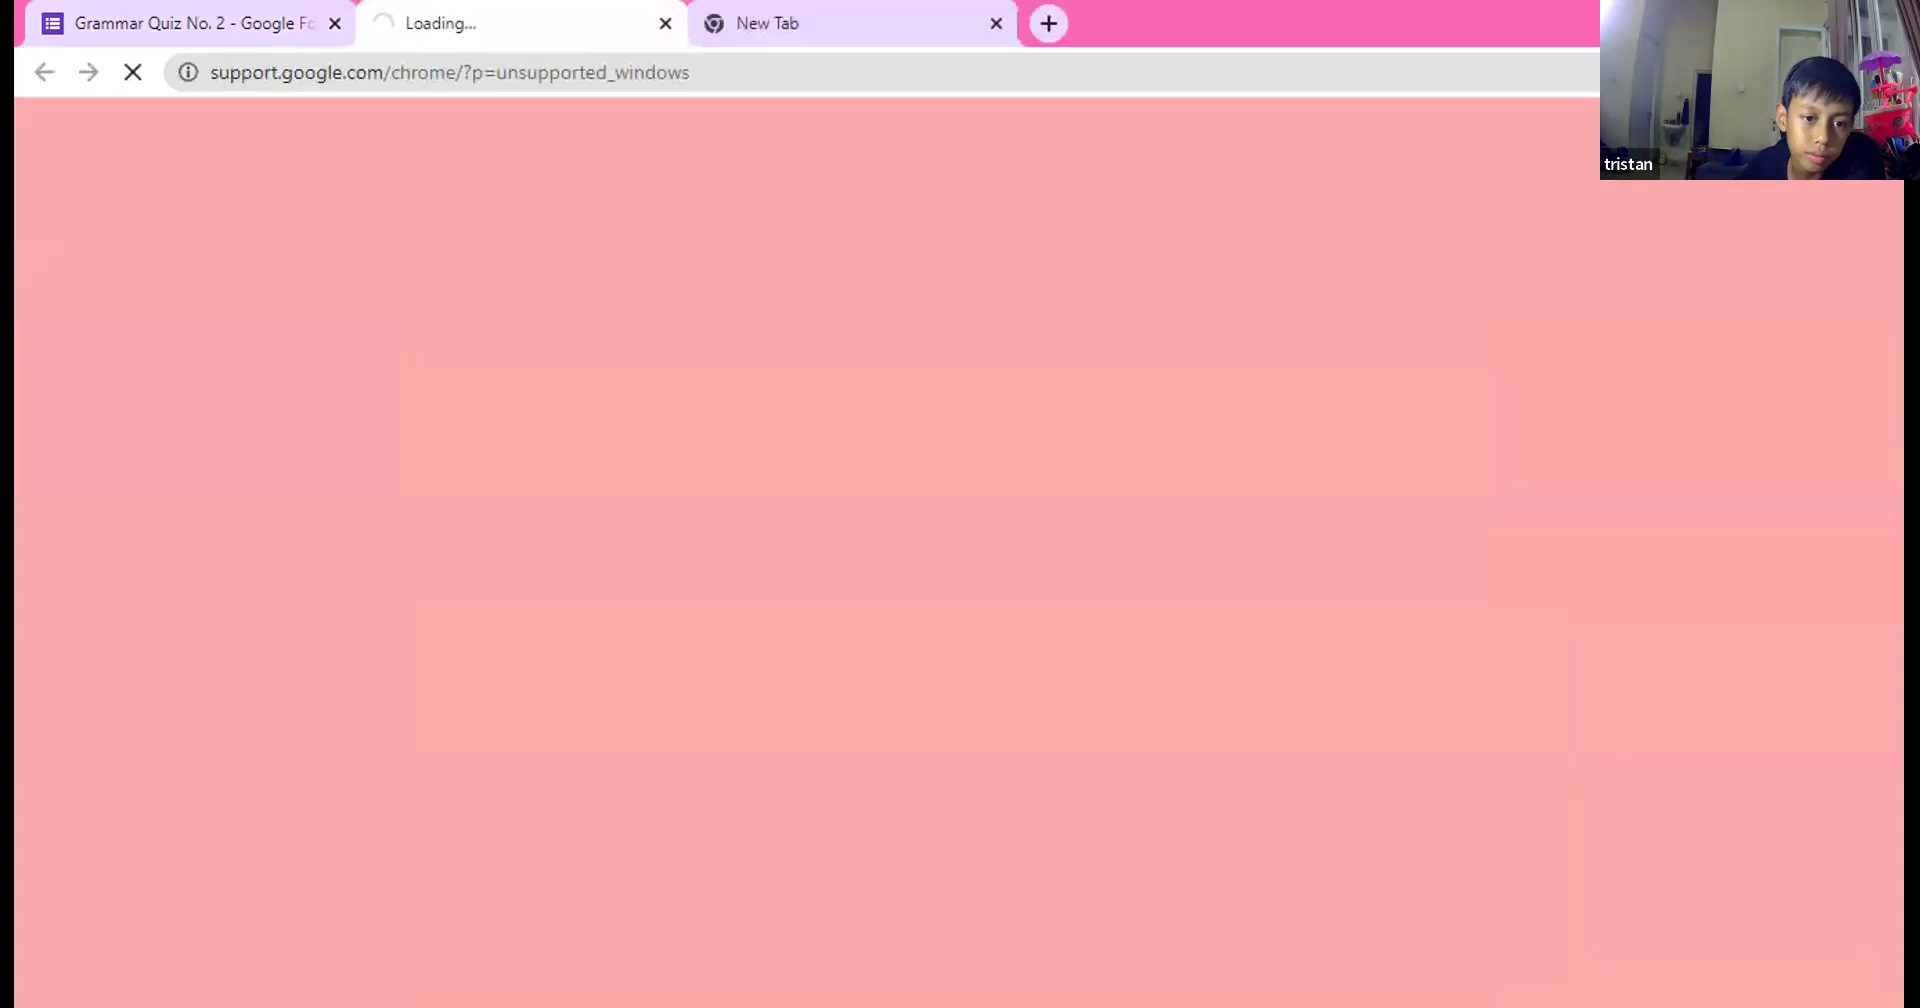 Grammar Quiz No. 2 - Google Fo
Loading...
New Tab
support.google.com/chrome/?p=unsupported_windows
tristan